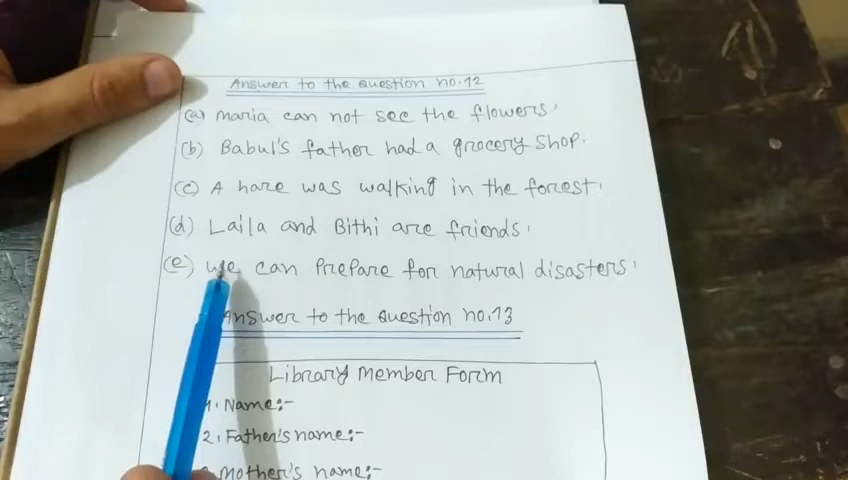 Answer to the question no.12
(a) Maria can not see the flowers.
(b) Babul's father had a grocery shop.
(c) A hare was walking in the forest.
(d) Laila and Bithi are friends.
(e) We can Prepare for natural disasters.
Answer to the question no.13
Library Member Form
1. Name:-
2. Father's name:-
Mother's name:-